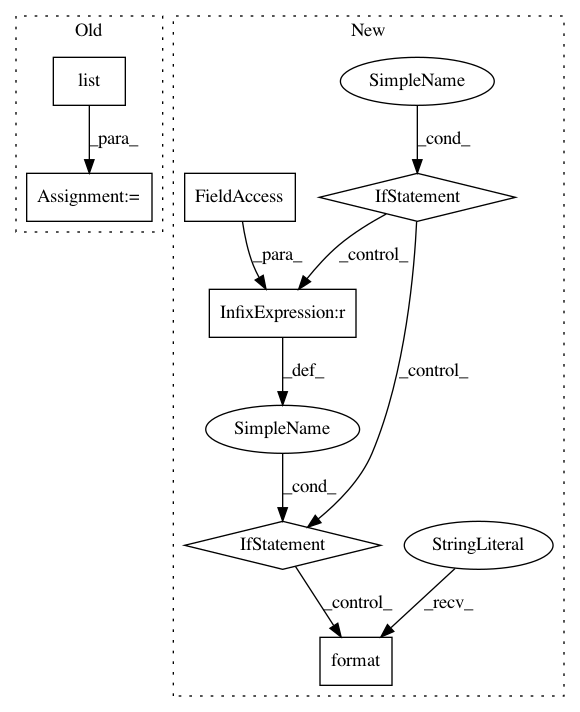 Old
New
list
SimpleName
_para_
_cond_
Assignment:=
FieldAccess
IfStatement
_para_
_control_
InfixExpression:r
_def_
_control_
SimpleName
_cond_
IfStatement
StringLiteral
_control_
_recv_
format